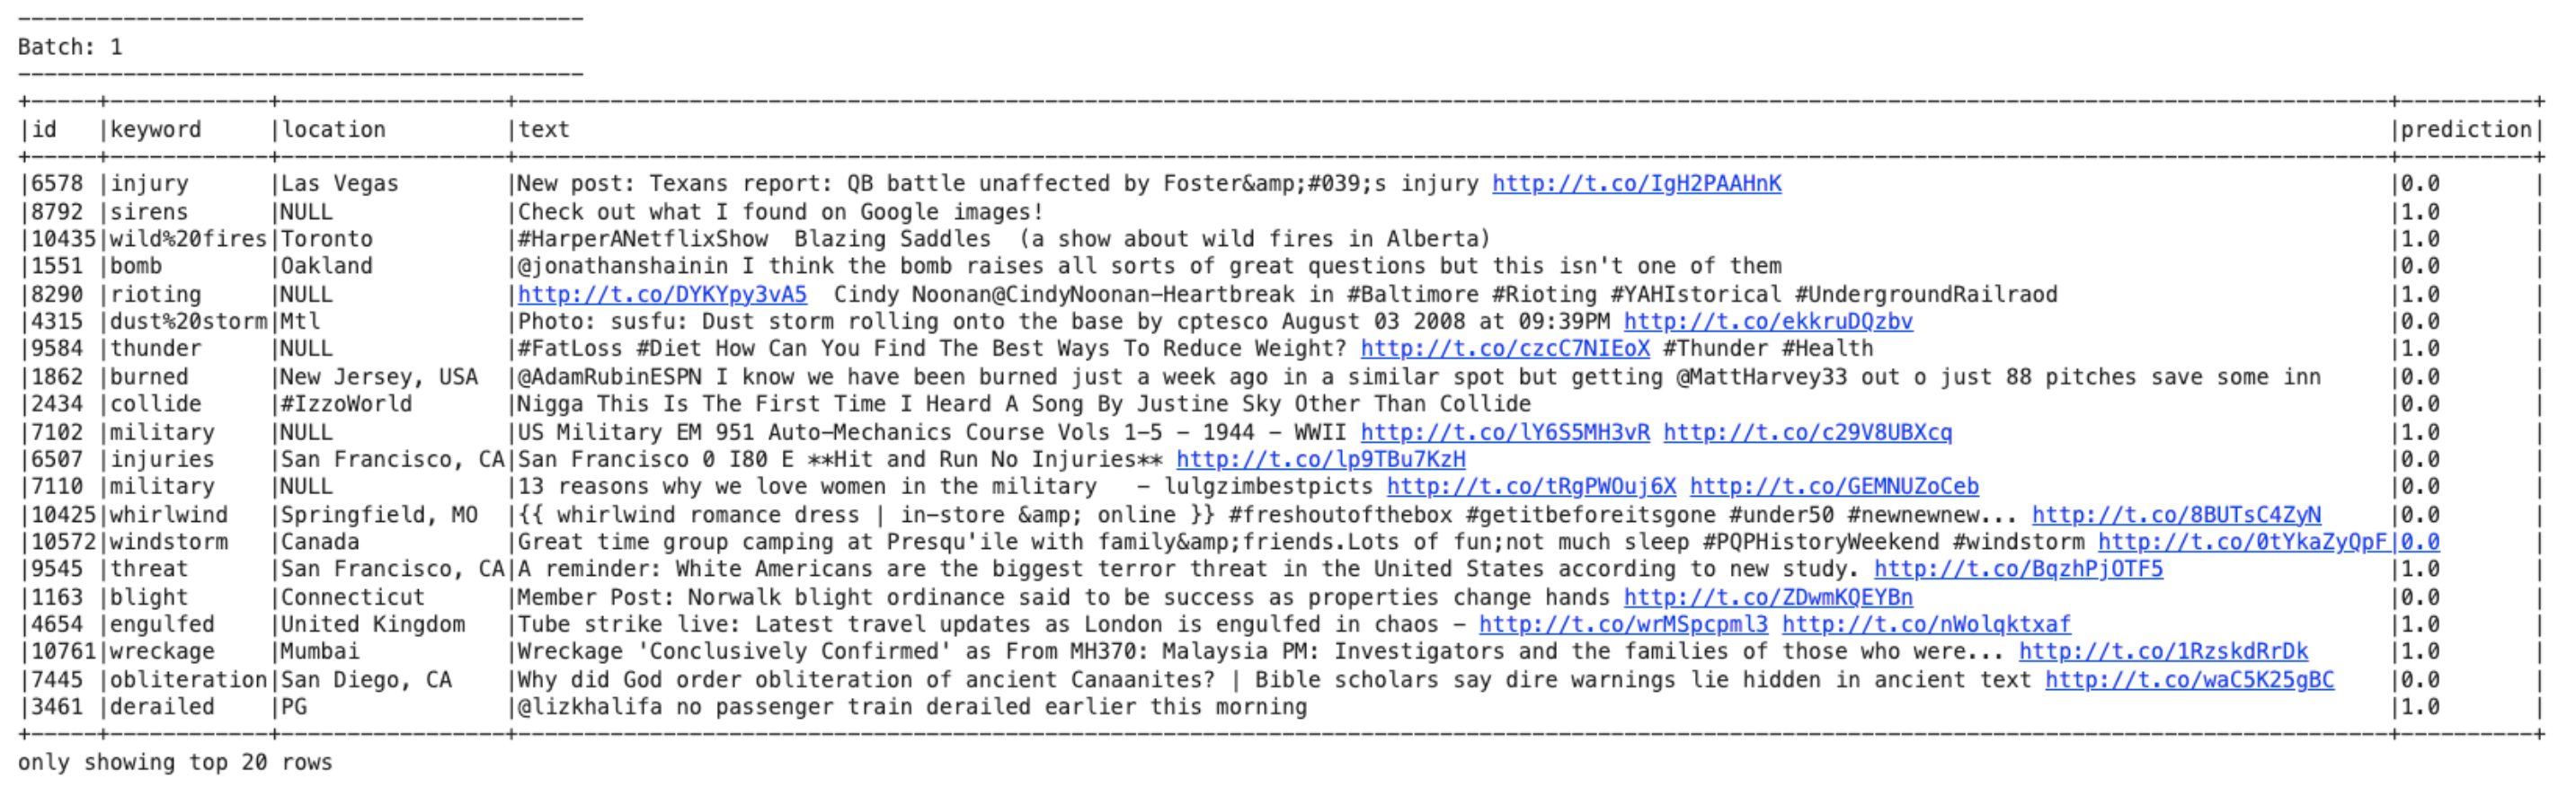 -------------------------------------------
Batch: 1
-------------------------------------------
+-----+------------+-----------------+----------------------------------------------------------------------------------------------------------------------------------------------+----------+
|id   |keyword     |location         |text                                                                                                                                          |prediction|
+-----+------------+-----------------+----------------------------------------------------------------------------------------------------------------------------------------------+----------+
|6578 |injury      |Las Vegas        |New post: Texans report: QB battle unaffected by Foster&amp;#039;s injury http://t.co/IgH2PAAHnK                                              |0.0       |
|8792 |sirens      |NULL             |Check out what I found on Google images!                                                                                                      |1.0       |
|10435|wild%20fires|Toronto          |#HarperANetflixShow  Blazing Saddles  (a show about wild fires in Alberta)                                                                    |1.0       |
|1551 |bomb        |Oakland          |@jonathanshainin I think the bomb raises all sorts of great questions but this isn't one of them                                              |0.0       |
|8290 |rioting     |NULL             |http://t.co/DYKYpy3vA5  Cindy Noonan@CindyNoonan-Heartbreak in #Baltimore #Rioting #YAHIstorical #UndergroundRailraod                         |1.0       |
|4315 |dust%20storm|Mtl              |Photo: susfu: Dust storm rolling onto the base by cptesco August 03 2008 at 09:39PM http://t.co/ekkruDQzbv                                    |0.0       |
|9584 |thunder     |NULL             |#FatLoss #Diet How Can You Find The Best Ways To Reduce Weight? http://t.co/czcC7NIEoX #Thunder #Health                                       |1.0       |
|1862 |burned      |New Jersey, USA  |@AdamRubinESPN I know we have been burned just a week ago in a similar spot but getting @MattHarvey33 out o just 88 pitches save some inn     |0.0       |
|2434 |collide     |#IzzoWorld       |Nigga This Is The First Time I Heard A Song By Justine Sky Other Than Collide                                                                 |0.0       |
|7102 |military    |NULL             |US Military EM 951 Auto-Mechanics Course Vols 1-5 - 1944 - WWII http://t.co/lY6S5MH3vR http://t.co/c29V8UBXcq                                 |1.0       |
|6507 |injuries    |San Francisco, CA|San Francisco 0 I80 E **Hit and Run No Injuries** http://t.co/lp9TBu7KzH                                                                      |0.0       |
|7110 |military    |NULL             |13 reasons why we love women in the military   - lulgzimbestpicts http://t.co/tRgPWOuj6X http://t.co/GEMNUZoCeb                               |0.0       |
|10425|whirlwind   |Springfield, MO  |{{ whirlwind romance dress | in-store &amp; online }} #freshoutofthebox #getitbeforeitsgone #under50 #newnewnew... http://t.co/8BUTsC4ZyN     |0.0       |
|10572|windstorm   |Canada           |Great time group camping at Presqu'ile with family&amp;friends.Lots of fun;not much sleep #PQPHistoryWeekend #windstorm http://t.co/0tYkaZyQpF|0.0       |
|9545 |threat      |San Francisco, CA|A reminder: White Americans are the biggest terror threat in the United States according to new study. http://t.co/BqzhPjOTF5                 |1.0       |
|1163 |blight      |Connecticut      |Member Post: Norwalk blight ordinance said to be success as properties change hands http://t.co/ZDwmKQEYBn                                    |0.0       |
|4654 |engulfed    |United Kingdom   |Tube strike live: Latest travel updates as London is engulfed in chaos - http://t.co/wrMSpcpml3 http://t.co/nWolqktxaf                        |1.0       |
|10761|wreckage    |Mumbai           |Wreckage 'Conclusively Confirmed' as From MH370: Malaysia PM: Investigators and the families of those who were... http://t.co/1RzskdRrDk      |1.0       |
|7445 |obliteration|San Diego, CA    |Why did God order obliteration of ancient Canaanites? | Bible scholars say dire warnings lie hidden in ancient text http://t.co/waC5K25gBC    |0.0       |
|3461 |derailed    |PG               |@lizkhalifa no passenger train derailed earlier this morning                                                                                  |1.0       |
+-----+------------+-----------------+----------------------------------------------------------------------------------------------------------------------------------------------+----------+
only showing top 20 rows